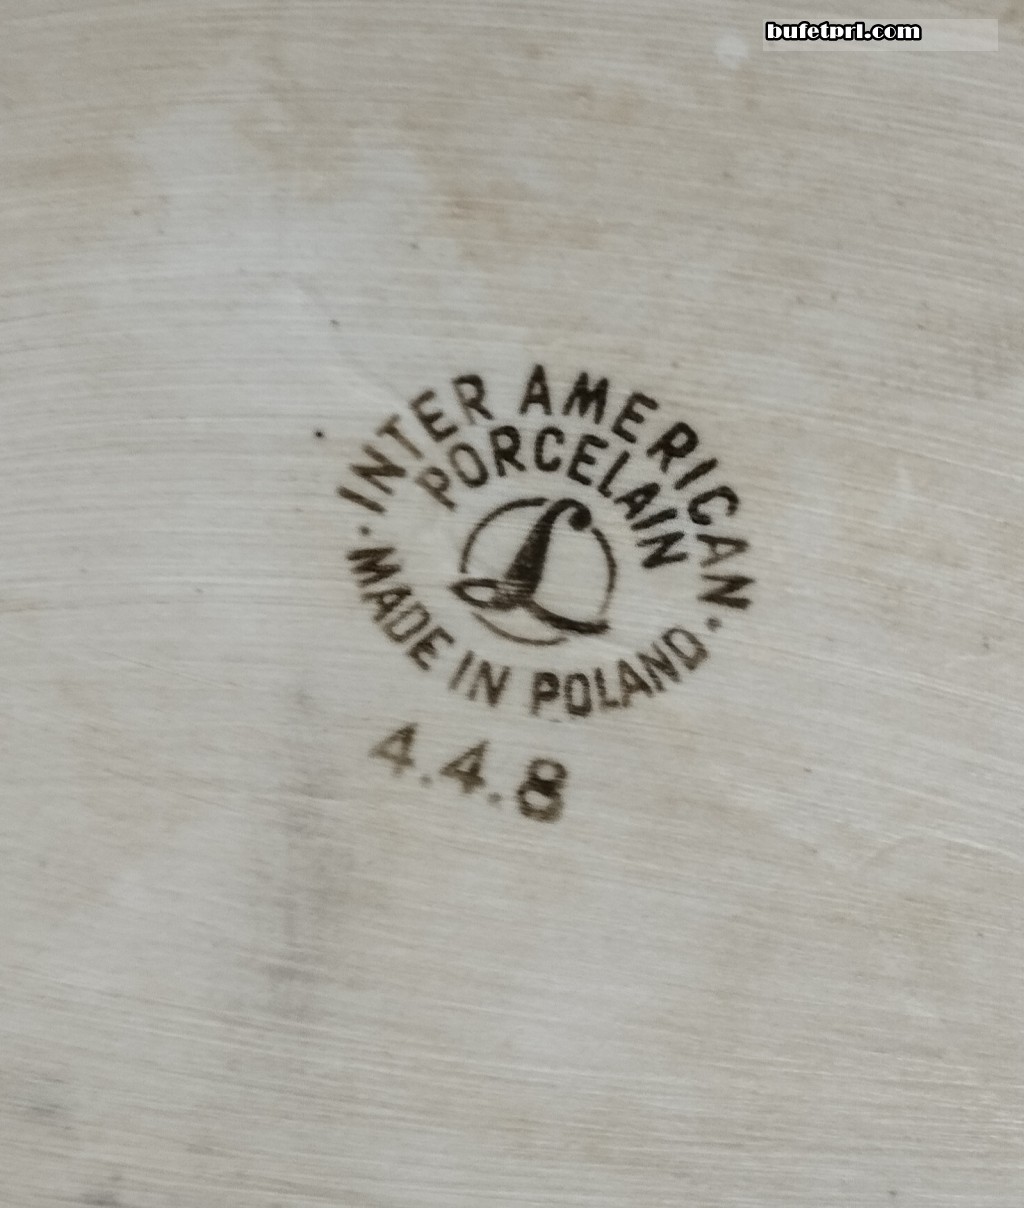 bufetprl.com
INTER AMERICAN
PORCELAIN
L
MADE IN POLAND
4.4.8